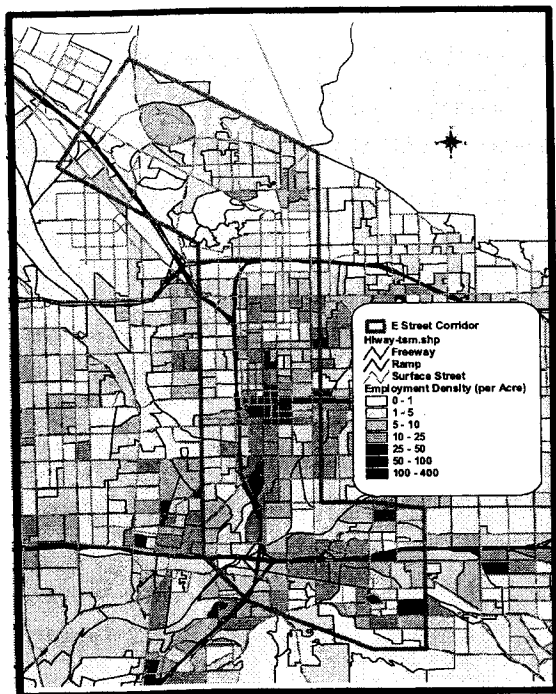 E Street Corridor
Hiway-tsm.shp
Freeway
Ramp
Surface Street
Employment Density (per Acre)
0 - 1
1 - 5
5 - 10
10 - 25
25 - 50
50 - 100
100 - 400